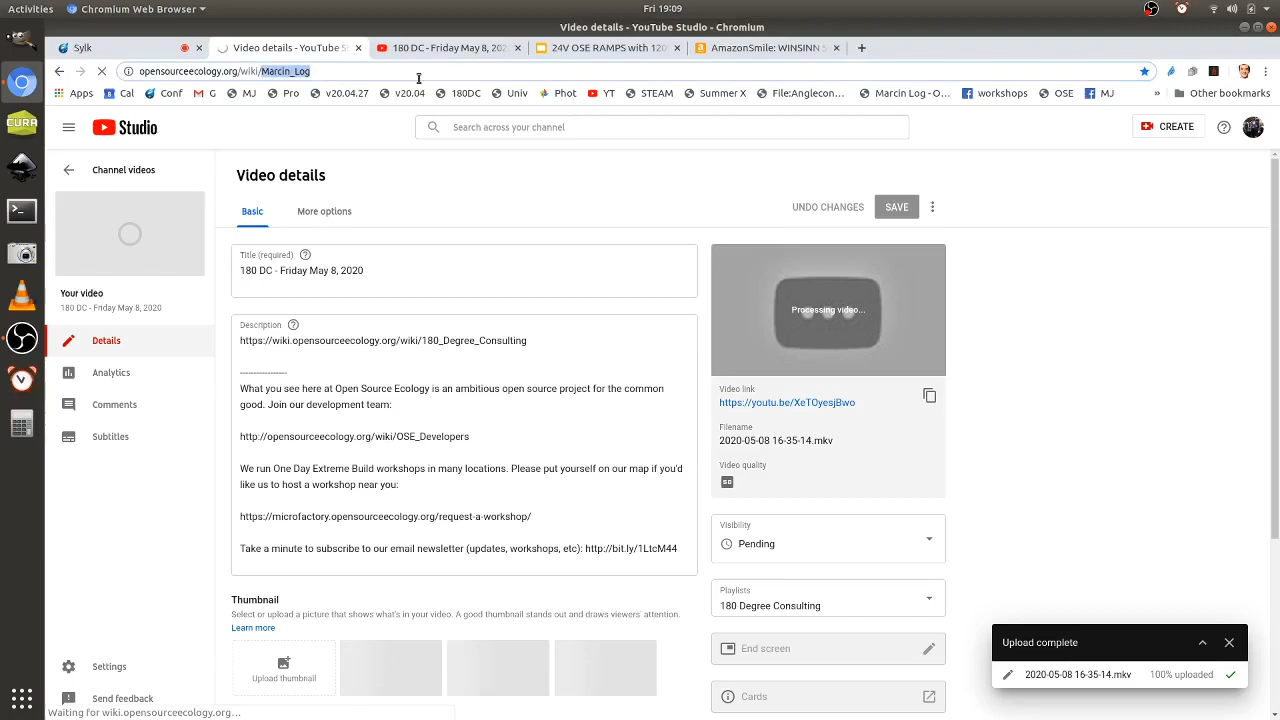 Activities
Chromium Web Browser
Fri 19:09
Video details - YouTube Studio - Chromium
Sylk
Video details - YouTube S
180 DC - Friday May 8, 202
24V OSE RAMPS with 120
AmazonSmile: WINSINN 5
opensourceecology.org/wiki/Marcin_Log
Apps
Cal
Conf
G
MJ
Pro
v20.04.27
v20.04
180DC
Univ
Phot
YT
STEAM
Summer X
File:Anglecon...
Marcin Log - O...
workshops
OSE
MJ
»
Other bookmarks
Studio
Search across your channel
CREATE
Channel videos
Your video
180 DC - Friday May 8, 2020
Details
Analytics
Comments
Subtitles
Settings
Send feedback
Video details
Basic
More options
UNDO CHANGES
SAVE
Title (required)
180 DC - Friday May 8, 2020
Description
https://wiki.opensourceecology.org/wiki/180_Degree_Consulting
-----------------
What you see here at Open Source Ecology is an ambitious open source project for the common
good. Join our development team:
http://opensourceecology.org/wiki/OSE_Developers
We run One Day Extreme Build workshops in many locations. Please put yourself on our map if you'd
like us to host a workshop near you:
https://microfactory.opensourceecology.org/request-a-workshop/
Take a minute to subscribe to our email newsletter (updates, workshops, etc): http://bit.ly/1LtcM44
Thumbnail
Select or upload a picture that shows what's in your video. A good thumbnail stands out and draws viewers' attention.
Learn more
Upload thumbnail
Processing video...
Video link
https://youtu.be/XeTOyesjBwo
Filename
2020-05-08 16-35-14.mkv
Video quality
SD
Visibility
Pending
Playlists
180 Degree Consulting
End screen
Cards
Upload complete
2020-05-08 16-35-14.mkv
100% uploaded
Waiting for wiki.opensourceecology.org...
CURA